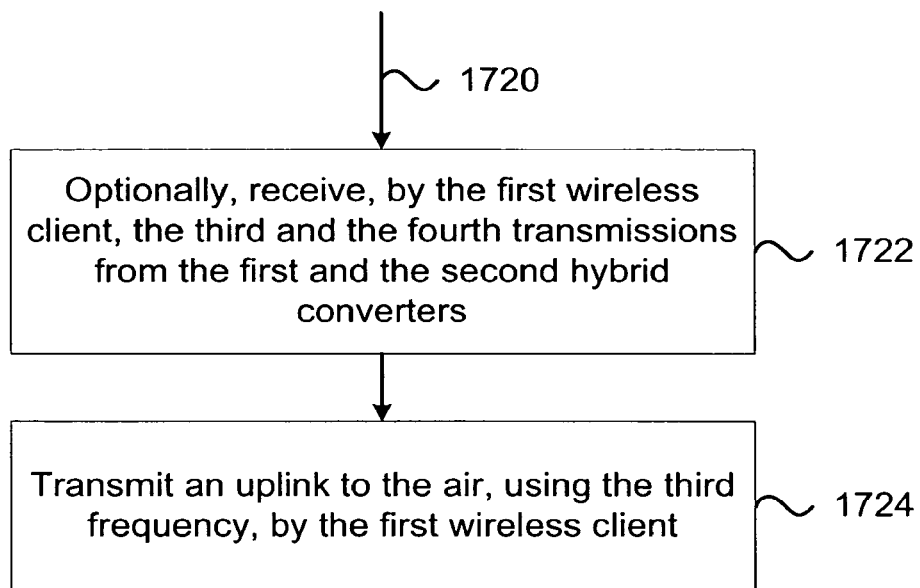 1720
Optionally, receive, by the first wireless
client, the third and the fourth transmissions
from the first and the second hybrid
converters
1722
Transmit an uplink to the air, using the third
frequency, by the first wireless client
1724